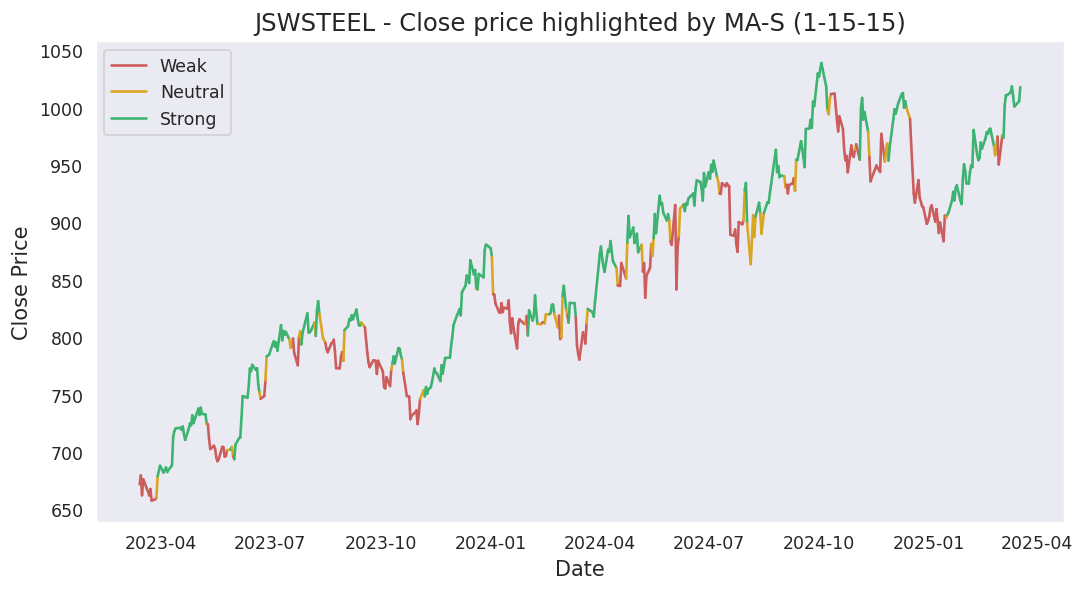 JSWSTEEL - Close price highlighted by MA-S (1-15-15)
Weak
Neutral
Strong
Close Price
1050
1000
950
900
850
800
750
700
650
2023-04 2023-07 2023-10 2024-01 2024-04 2024-07 2024-10 2025-01 2025-04
Date